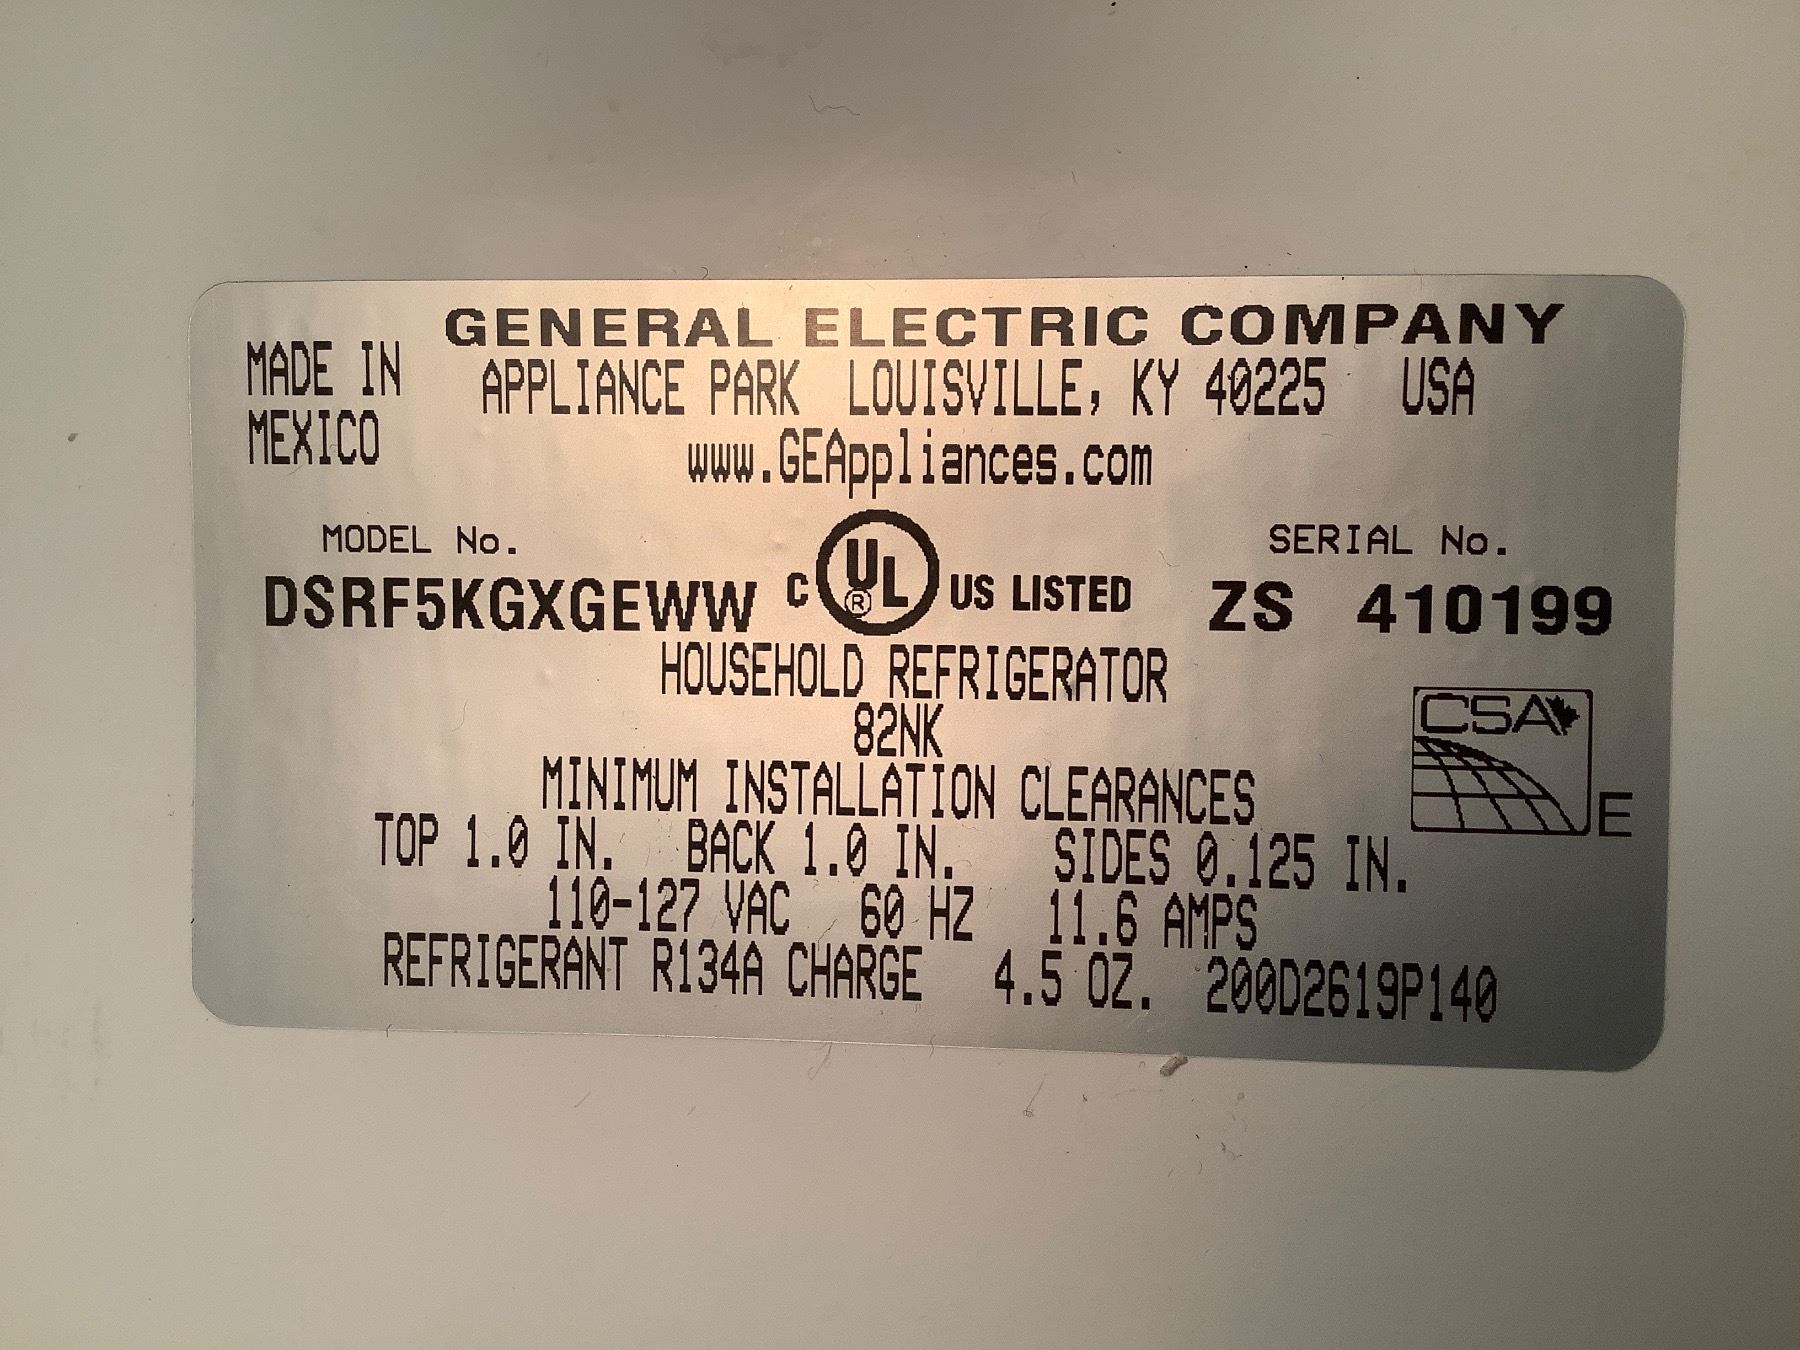 GENERAL ELECTRIC COMPANY
MADE IN
MEXICO
APPLIANCE PARK LOUISVILLE, KY 40225 USA
www.GEAppliances.com
MODEL No.
DSRF5KGXGEWW
C UL ® US LISTED
SERIAL No.
ZS 410199
HOUSEHOLD REFRIGERATOR
82NK
CSA
E
MINIMUM INSTALLATION CLEARANCES
TOP 1.0 IN. BACK 1.0 IN. SIDES 0.125 IN.
110-127 VAC 60 HZ 11.6 AMPS
REFRIGERANT R134A CHARGE 4.5 OZ. 200D2619P140